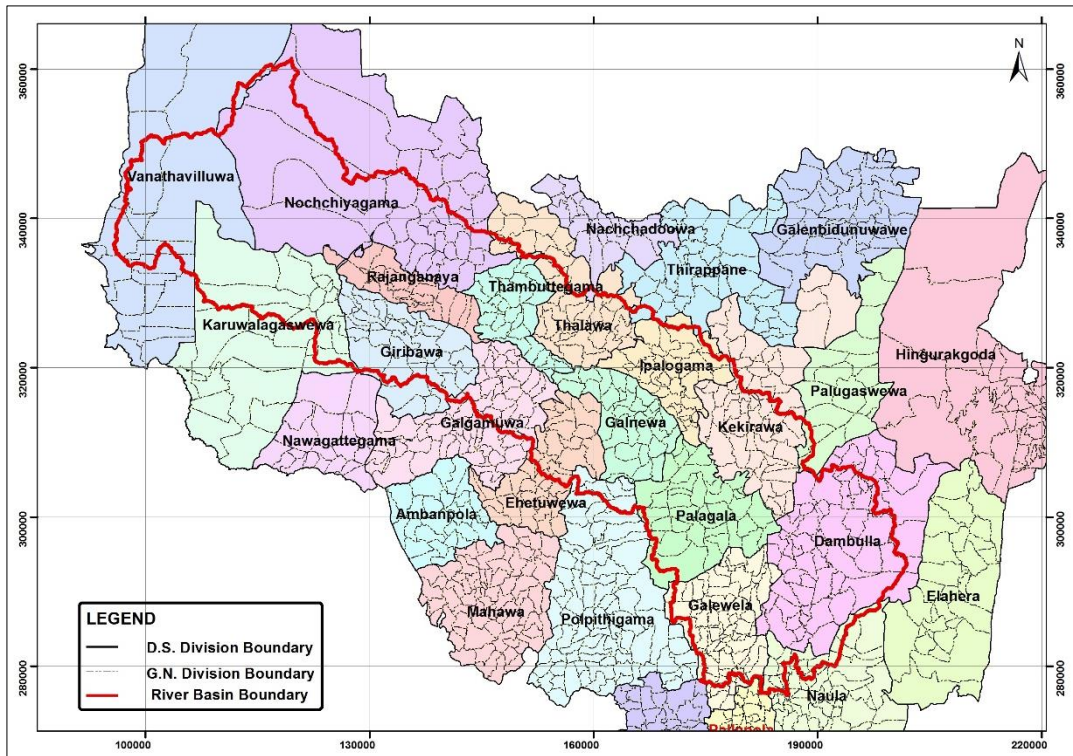 N
360000
360000
Vanathavilluwa
Nochchiyagama
340000
340000
Nachchadoowa
Galenbidunuwawe
Thirappane
Rajanganaya
Thambuttegama
Karuwalagaswewa
Thalawa
Giribawa
Ipalogama
Hingurakgoda
320000
320000
Palugaswewa
Galnewa
Kekirawa
Galgamuwa
Nawagattegama
Ehetuwewa
Ambanpola
Palagala
300000
300000
Dambulla
Elahera
Galewela
Mahawa
Polpithigama
LEGEND
D.S. Division Boundary
G.N. Division Boundary
River Basin Boundary
280000
280000
Naula
100000
130000
160000
190000
220000